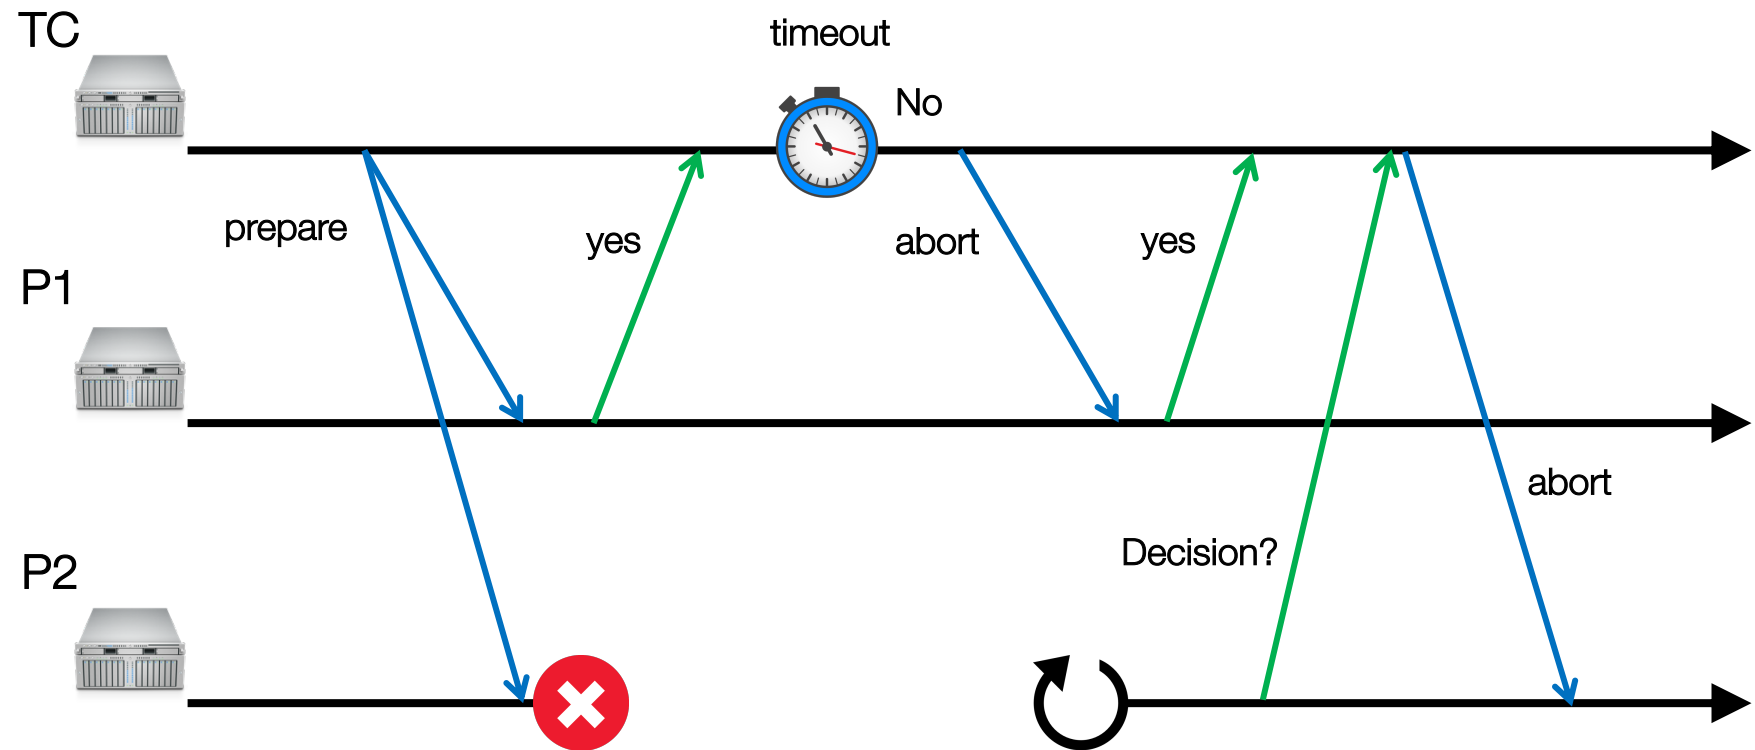 TC
timeout
No
prepare
yes
abort
yes
P1
abort
Decision?
P2